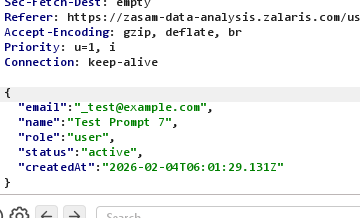 Sec-Fetch-Dest: empty
Referer: https://zasam-data-analysis.zalaris.com/us
Accept-Encoding: gzip, deflate, br
Priority: u=1, i
Connection: keep-alive
{
"email":"_test@example.com",
"name":"Test Prompt 7",
"role":"user",
"status":"active",
"createdAt":"2026-02-04T06:01:29.131Z"
}
Search